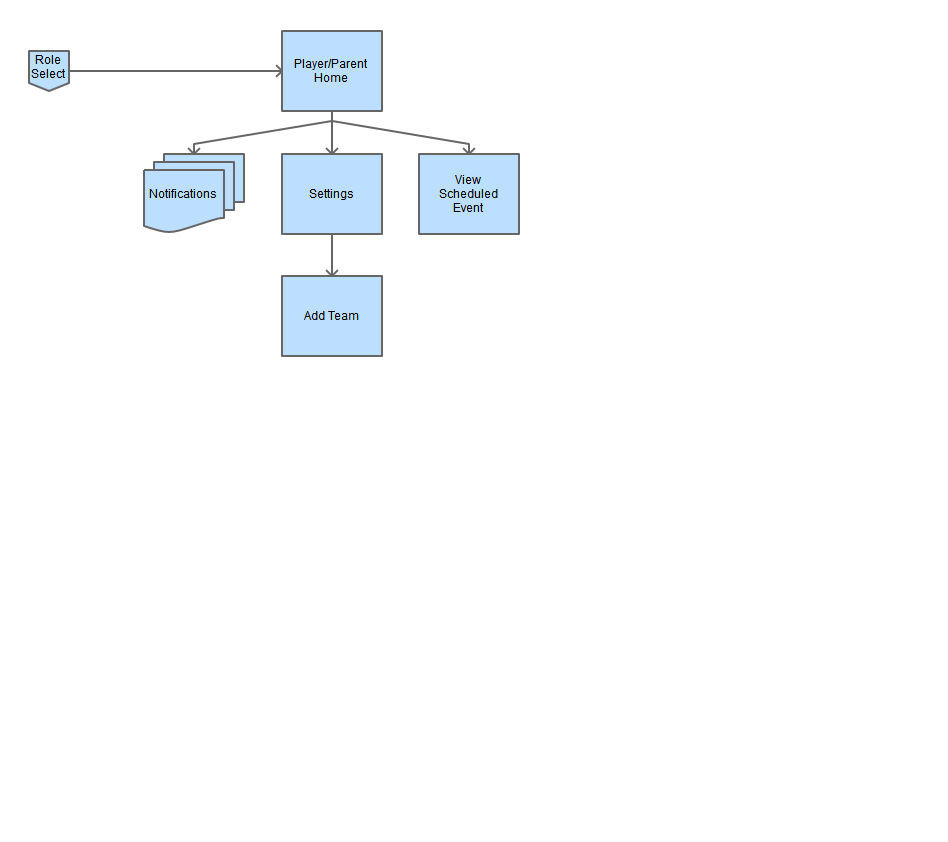 Role
Select
Player/Parent
Home
Notifications
Settings
View
Scheduled
Event
Add Team